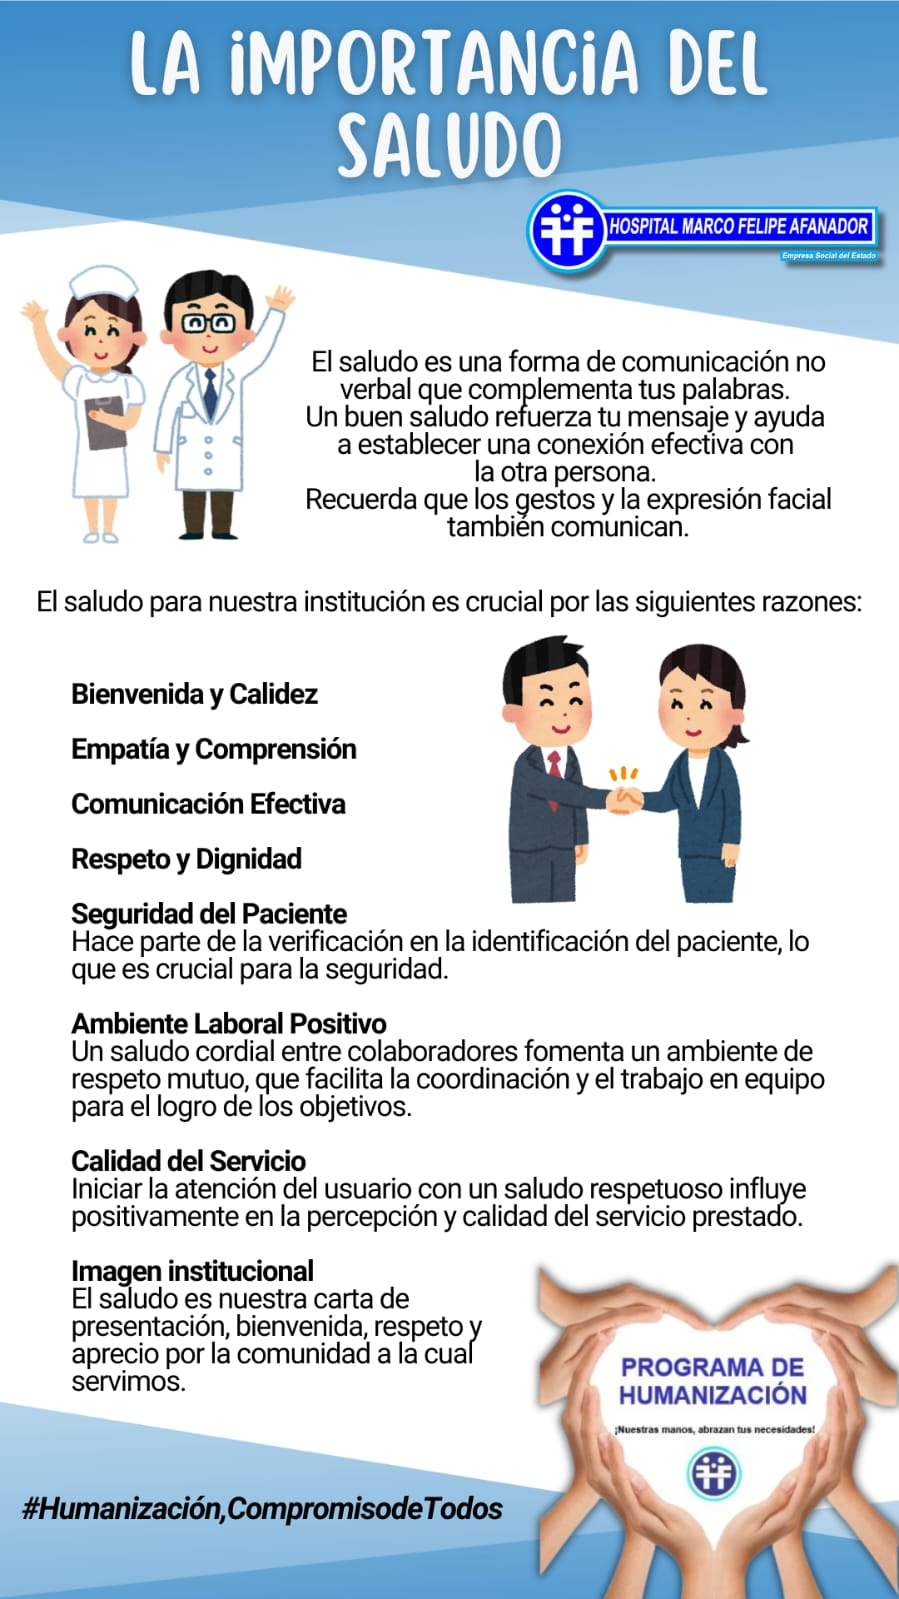 LA IMPORTANCIA DEL
SALUDO
HOSPITAL MARCO FELIPE AFANADOR
Empresa Social del Estado
El saludo es una forma de comunicación no
verbal que complementa tus palabras.
Un buen saludo refuerza tu mensaje y ayuda
a establecer una conexión efectiva con
la otra persona.
Recuerda que los gestos y la expresión facial
también comunican.
El saludo para nuestra institución es crucial por las siguientes razones:
Bienvenida y Calidez
Empatía y Comprensión
Comunicación Efectiva
Respeto y Dignidad
Seguridad del Paciente
Hace parte de la verificación en la identificación del paciente, lo
que es crucial para la seguridad.
Ambiente Laboral Positivo
Un saludo cordial entre colaboradores fomenta un ambiente de
respeto mutuo, que facilita la coordinación y el trabajo en equipo
para el logro de los objetivos.
Calidad del Servicio
Iniciar la atención del usuario con un saludo respetuoso influye
positivamente en la percepción y calidad del servicio prestado.
Imagen institucional
El saludo es nuestra carta de
presentación, bienvenida, respeto y
aprecio por la comunidad a la cual
servimos.
PROGRAMA DE
HUMANIZACIÓN
¡Nuestras manos, abrazan tus necesidades!
#Humanización,CompromisodeTodos